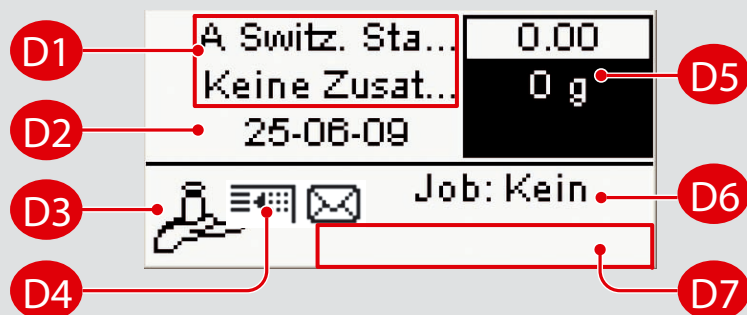 D1
A Switz. Sta...
0.00
D5
Keine Zusat...
0 g
D2
25-06-09
D3
Job: Kein
D6
D4
D7